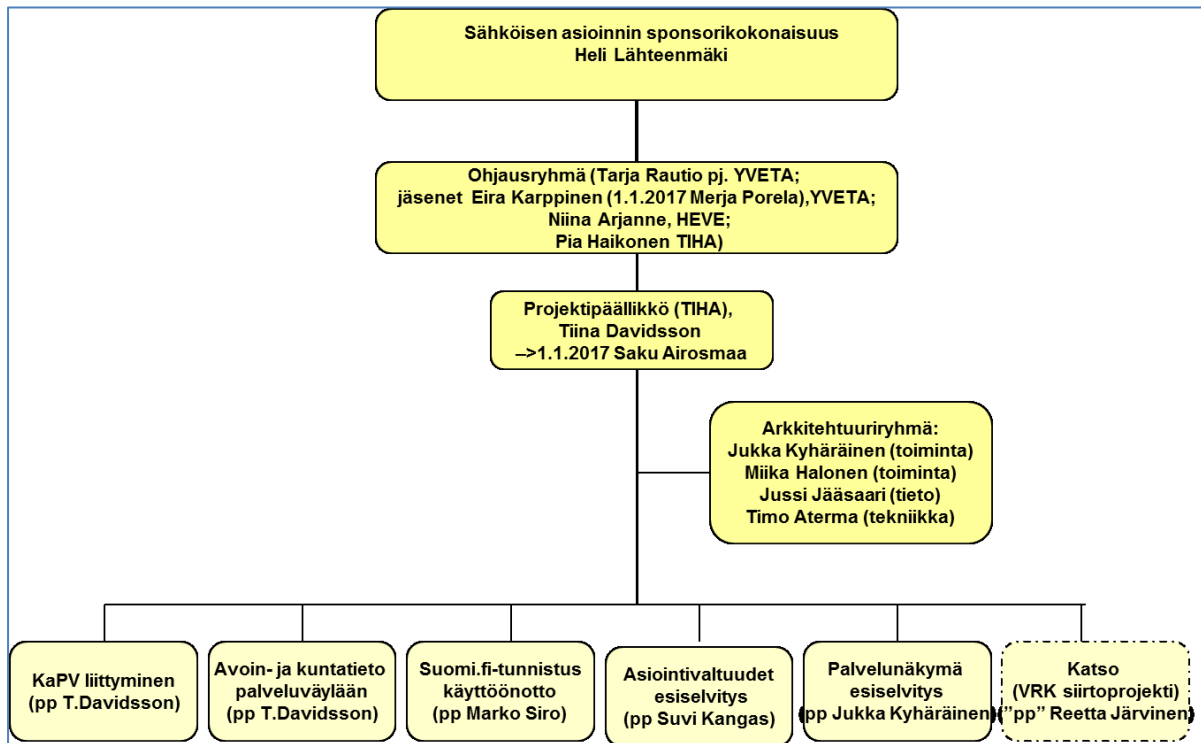 Sähköisen asioinnin sponsorikokonaisuus
Heli Lähteenmäki
Ohjausryhmä (Tarja Rautio pj. YVETA;
jäsenet Eira Karppinen (1.1.2017 Merja Porela),YVETA;
Niina Arjanne, HEVE;
Pia Haikonen TIHA)
Projektipäällikkö (TIHA),
Tiina Davidsson
–>1.1.2017 Saku Airosmaa
Arkkitehtuuriryhmä:
Jukka Kyhäräinen (toiminta)
Miika Halonen (toiminta)
Jussi Jääsaari (tieto)
Timo Aterma (tekniikka)
KaPV liittyminen
(pp T.Davidsson)
Avoin- ja kuntatieto
palveluväylään
(pp T.Davidsson)
Suomi.fi-tunnistus
käyttöönotto
(pp Marko Siro)
Asiointivaltuudet
esiselvitys
(pp Suvi Kangas)
Palvelunäkymä
esiselvitys
(pp Jukka Kyhäräinen)
Katso
(VRK siirtoprojekti)
("pp" Reetta Järvinen)